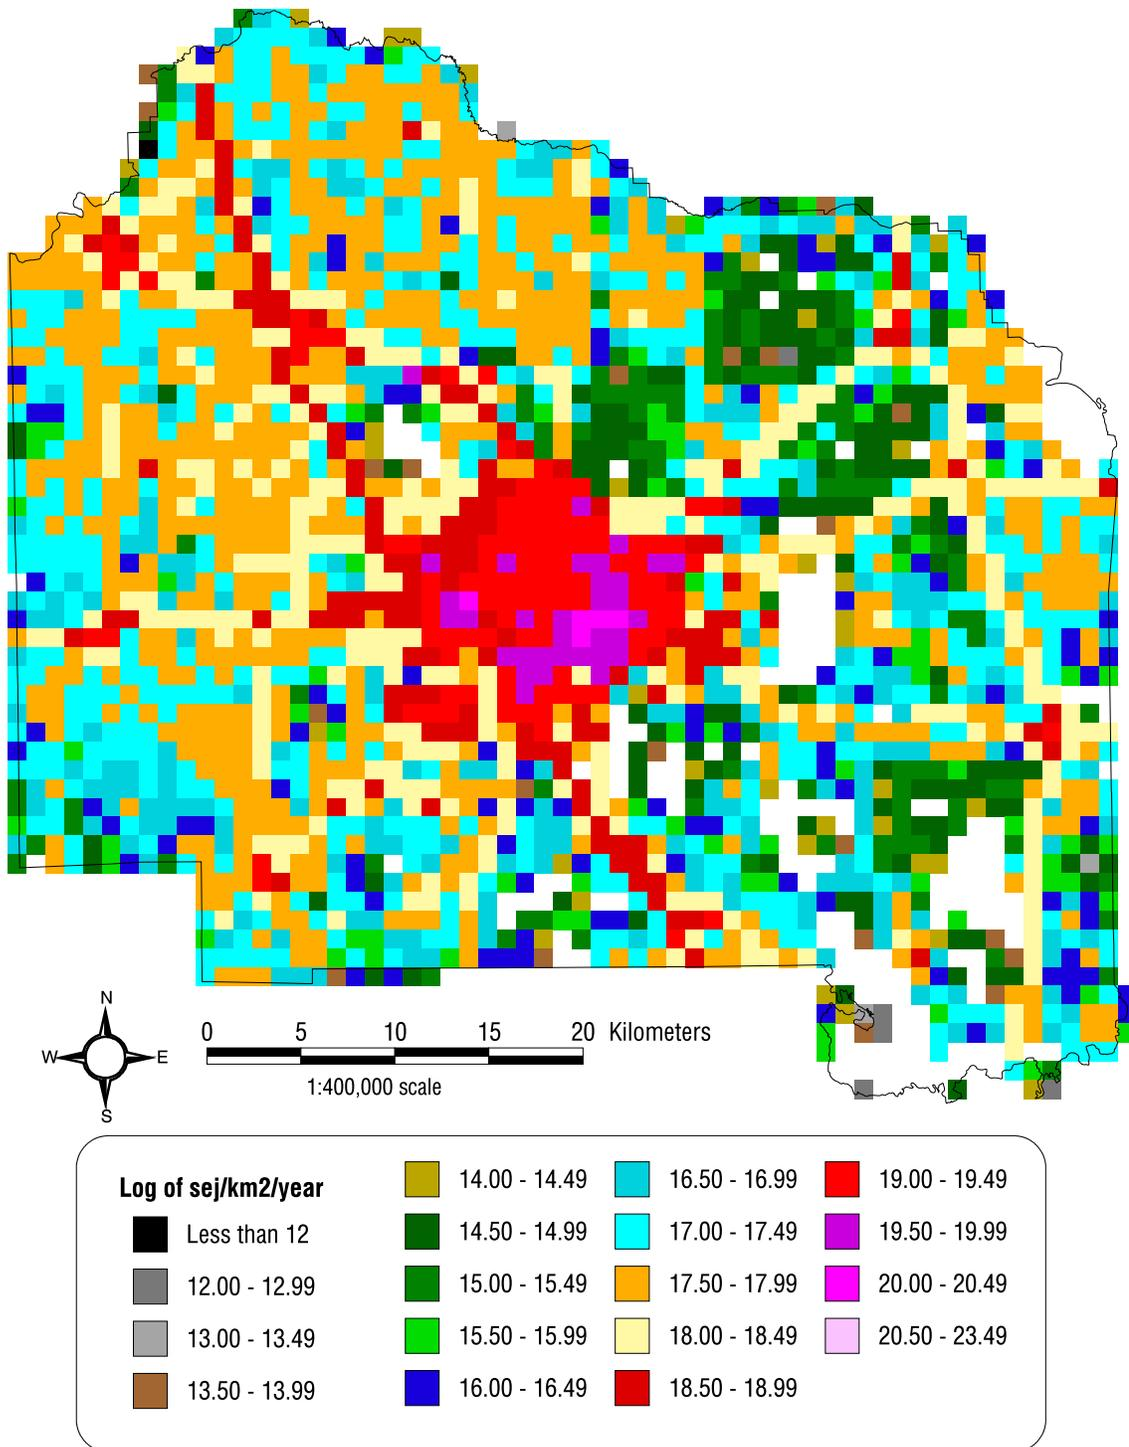 N
W E
S
0 5 10 15 20 Kilometers
1:400,000 scale
Log of sej/km2/year
Less than 12
12.00 - 12.99
13.00 - 13.49
13.50 - 13.99
14.00 - 14.49
14.50 - 14.99
15.00 - 15.49
15.50 - 15.99
16.00 - 16.49
16.50 - 16.99
17.00 - 17.49
17.50 - 17.99
18.00 - 18.49
18.50 - 18.99
19.00 - 19.49
19.50 - 19.99
20.00 - 20.49
20.50 - 23.49